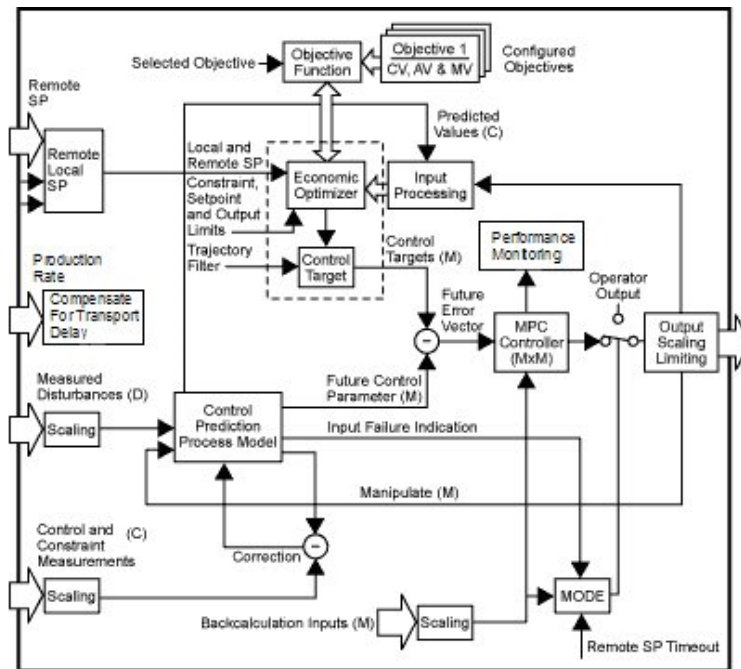 Selected Objective
Objective
Function
Objective 1
CV, AV & MV
Configured
Objectives
Remote
SP
Remote
Local
SP
Predicted
Values (C)
Local and
Remote SP
Constraint,
Setpoint
and Output
Limits
Trajectory
Filter
Economic
Optimizer
Input
Processing
Control
Target
Control
Targets (M)
Performance
Monitoring
Operator
Output
Production
Rate
Compensate
For Transport
Delay
Future
Error
Vector
MPC
Controller
(MxM)
Output
Scaling
Limiting
Measured
Disturbances (D)
Scaling
Control
Prediction
Process Model
Future Control
Parameter (M)
Input Failure Indication
Manipulate (M)
Control and (C)
Constraint
Measurements
Scaling
Correction
Backcalculation Inputs (M)
Scaling
MODE
Remote SP Timeout